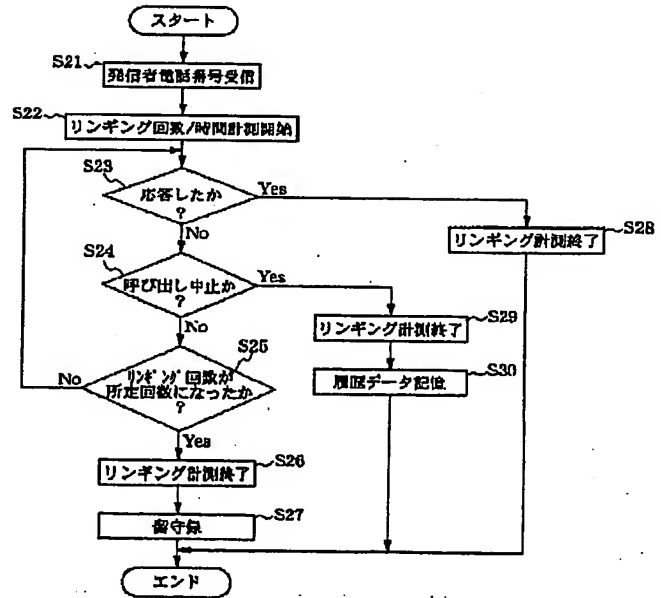 スタート
S21
発信者電話番号受信
S22
リンギング回数/時間計測開始
S23
応答したか
?
Yes
No
S28
リンギング計測終了
S24
呼び出し中止か
?
Yes
No
S29
リンギング計測終了
S25
リンギング回数が
所定回数になったか
?
No
Yes
S30
履歴データ記憶
S26
リンギング計測終了
S27
留守録
エンド